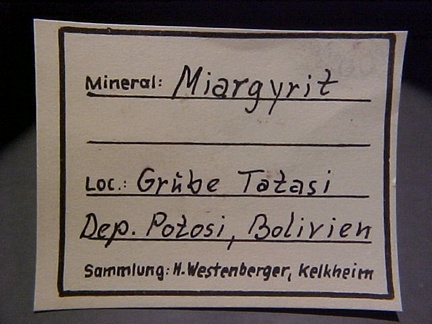 Mineral: Miargyrit
Loc.: Grube Tatasi
Dep. Potosi, Bolivien
Sammlung: H. Westenberger, Kelkheim